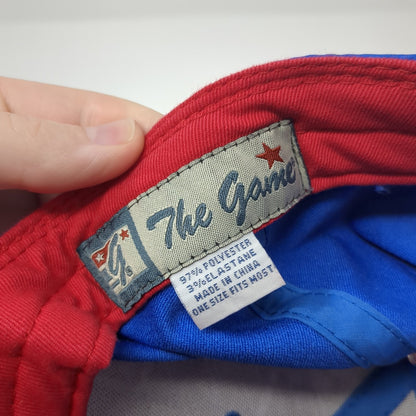 The Game
G
97% POLYESTER
3% ELASTANE
MADE IN CHINA
ONE SIZE FITS MOST